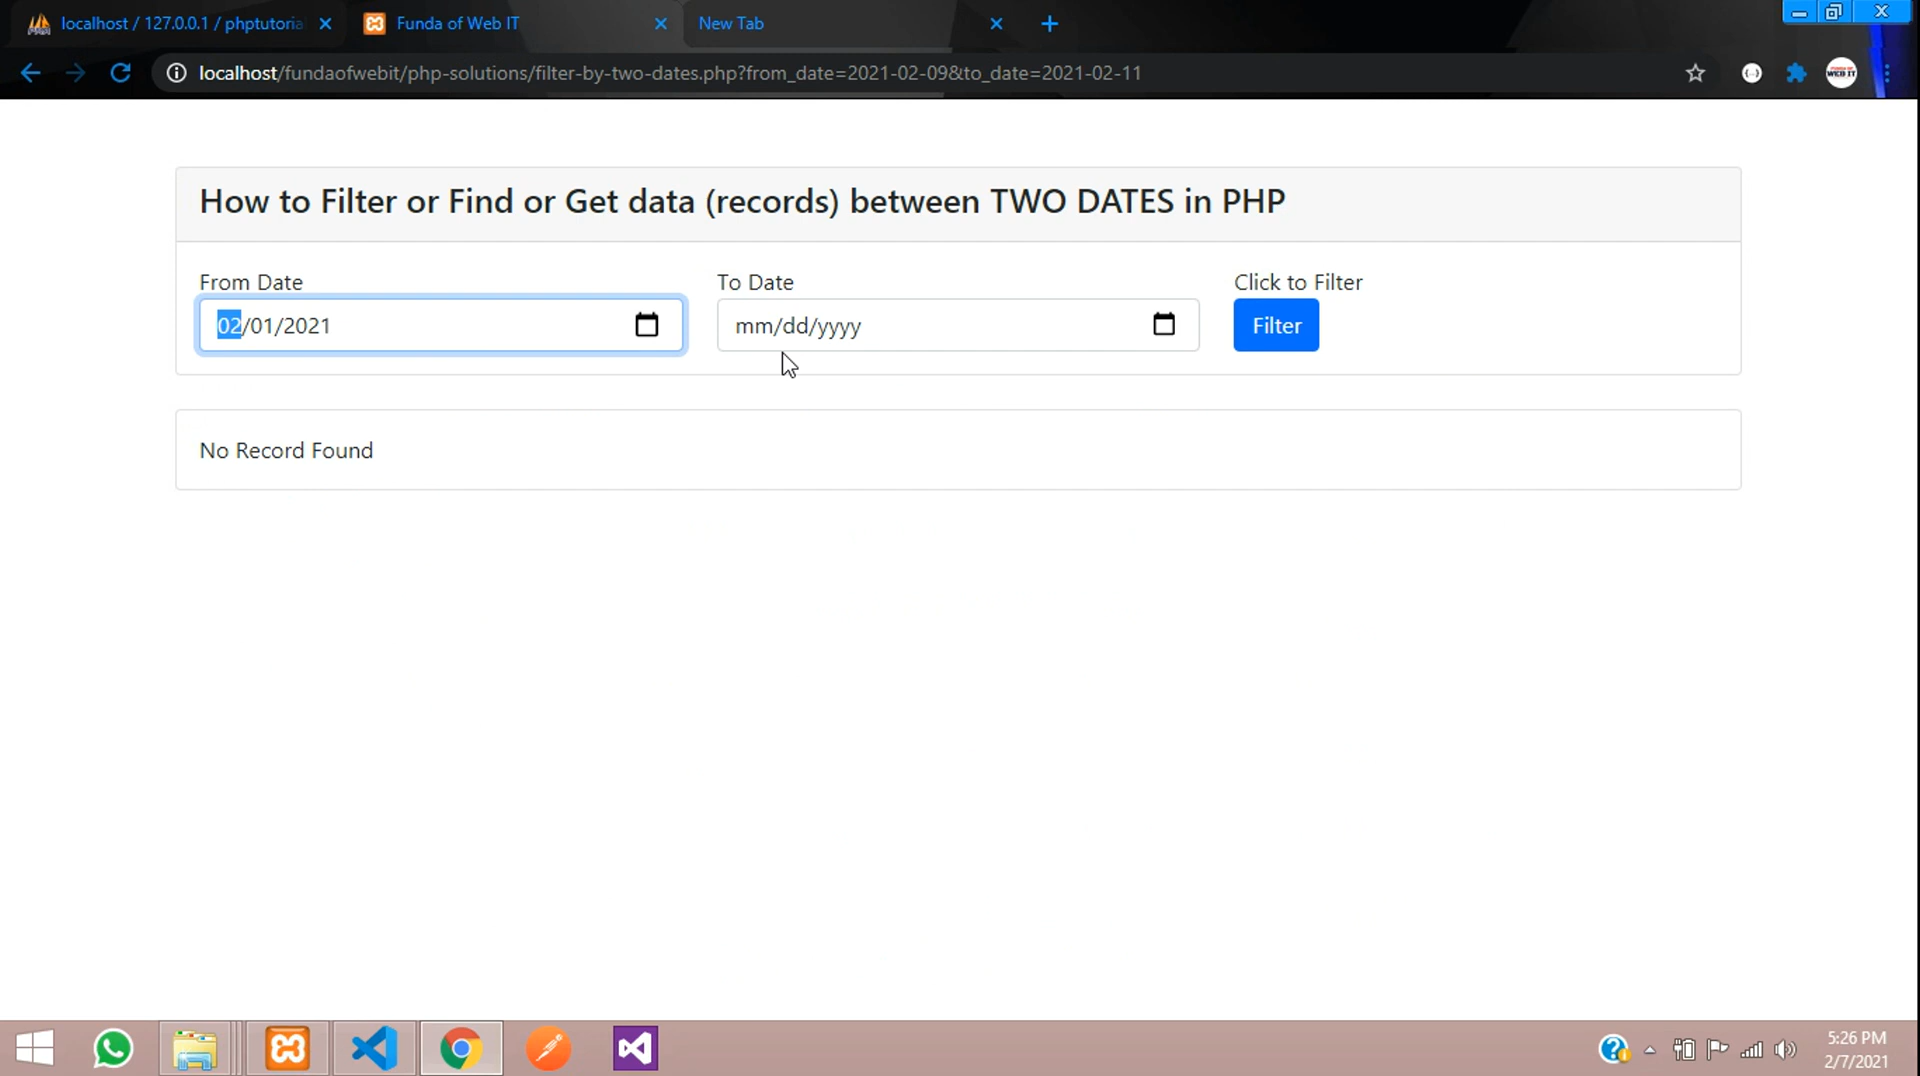 localhost / 127.0.0.1 / phptutoria
Funda of Web IT
New Tab
localhost/fundaofwebit/php-solutions/filter-by-two-dates.php?from_date=2021-02-09&to_date=2021-02-11
How to Filter or Find or Get data (records) between TWO DATES in PHP
From Date
To Date
Click to Filter
02/01/2021
mm/dd/yyyy
Filter
No Record Found
5:26 PM
2/7/2021